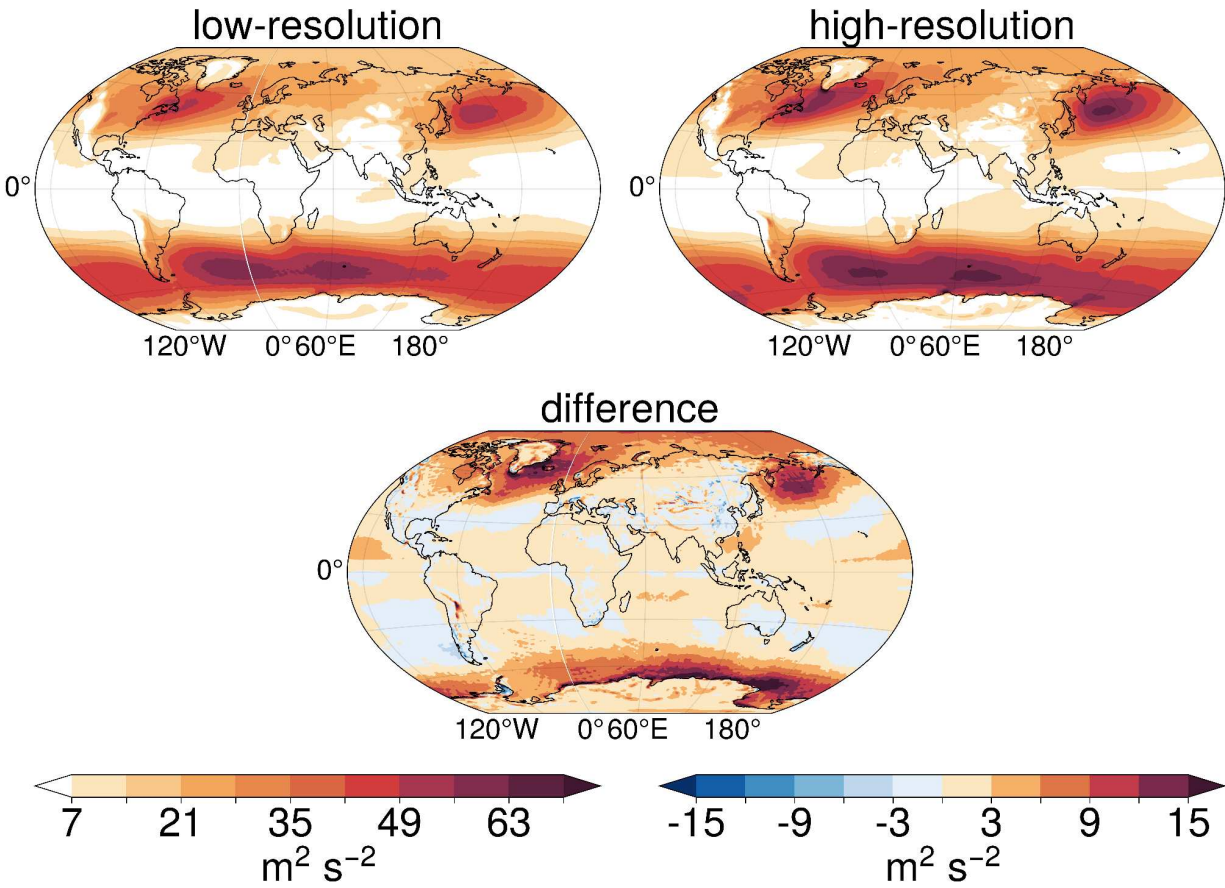 low-resolution
high-resolution
0°
0°
120°W 0° 60°E 180°
120°W 0° 60°E 180°
difference
0°
120°W 0° 60°E 180°
7 21 35 49 63
m² s⁻²
-15 -9 -3 3 9 15
m² s⁻²